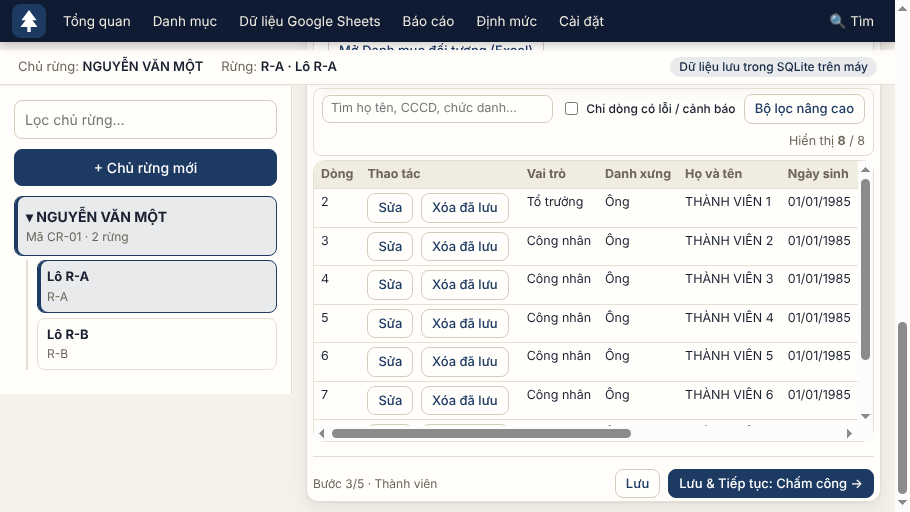 Tổng quan Danh mục Dữ liệu Google Sheets Báo cáo Định mức Cài đặt 🔍 Tìm
Mở Danh mục đối tượng (Excel)
Chủ rừng: NGUYỄN VĂN MỘT Rừng: R-A · Lô R-A Dữ liệu lưu trong SQLite trên máy
Lọc chủ rừng...
+ Chủ rừng mới
▾ NGUYỄN VĂN MỘT
Mã CR-01 · 2 rừng
Lô R-A
R-A
Lô R-B
R-B
Tìm họ tên, CCCD, chức danh... Chỉ dòng có lỗi / cảnh báo Bộ lọc nâng cao
Hiển thị 8 / 8
Dòng Thao tác Vai trò Danh xưng Họ và tên Ngày sinh
2 Sửa Xóa đã lưu Tổ trưởng Ông THÀNH VIÊN 1 01/01/1985
3 Sửa Xóa đã lưu Công nhân Ông THÀNH VIÊN 2 01/01/1985
4 Sửa Xóa đã lưu Công nhân Ông THÀNH VIÊN 3 01/01/1985
5 Sửa Xóa đã lưu Công nhân Ông THÀNH VIÊN 4 01/01/1985
6 Sửa Xóa đã lưu Công nhân Ông THÀNH VIÊN 5 01/01/1985
7 Sửa Xóa đã lưu Công nhân Ông THÀNH VIÊN 6 01/01/1985
Bước 3/5 · Thành viên Lưu Lưu & Tiếp tục: Chấm công →